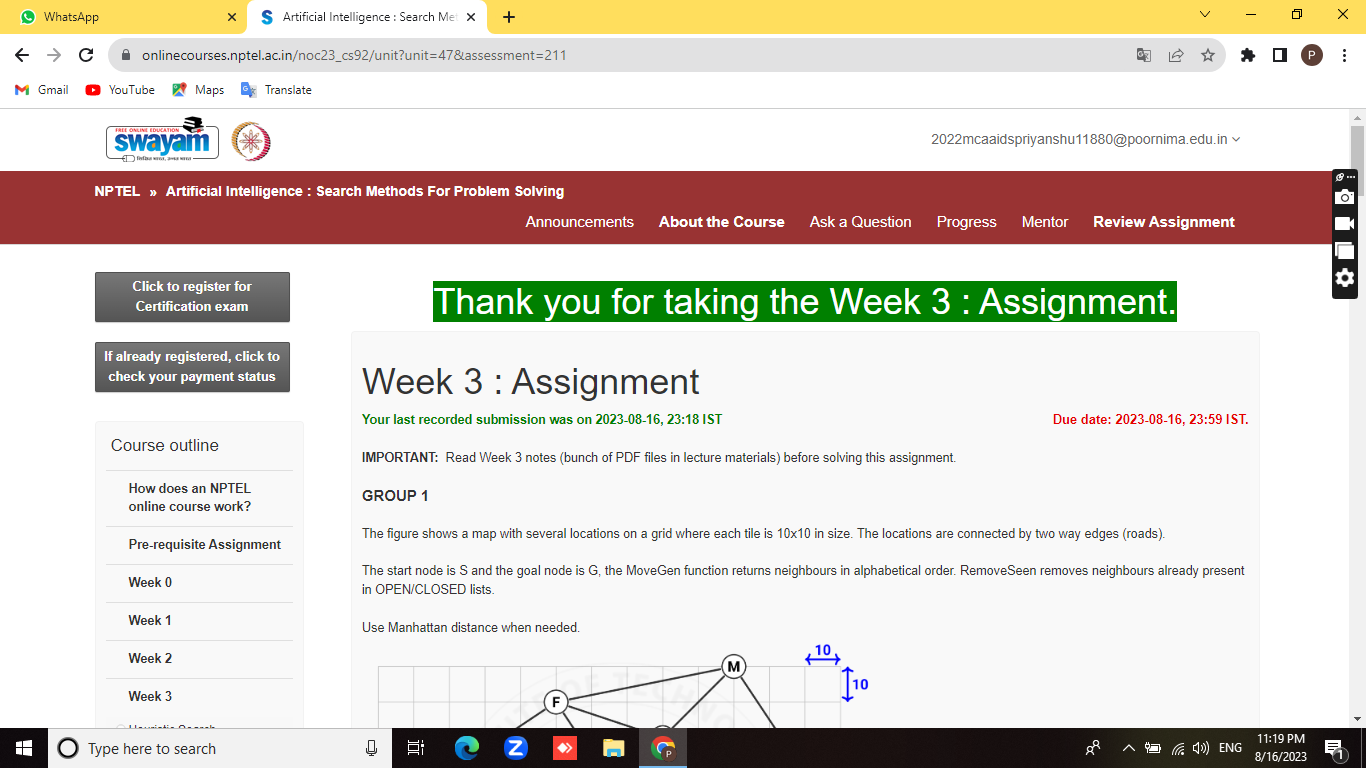 WhatsApp
Artificial Intelligence : Search Met
onlinecourses.nptel.ac.in/noc23_cs92/unit?unit=47&assessment=211
P
Gmail
YouTube
Maps
Translate
FREE ONLINE EDUCATION
swayam
शिक्षित भारत, उन्नत भारत
2022mcaaidspriyanshu11880@poornima.edu.in
NPTEL » Artificial Intelligence : Search Methods For Problem Solving
Announcements About the Course Ask a Question Progress Mentor Review Assignment
Click to register for
Certification exam
If already registered, click to
check your payment status
Course outline
How does an NPTEL
online course work?
Pre-requisite Assignment
Week 0
Week 1
Week 2
Week 3
Heuristic Search
Thank you for taking the Week 3 : Assignment.
Week 3 : Assignment
Your last recorded submission was on 2023-08-16, 23:18 IST
Due date: 2023-08-16, 23:59 IST.
IMPORTANT: Read Week 3 notes (bunch of PDF files in lecture materials) before solving this assignment.
GROUP 1
The figure shows a map with several locations on a grid where each tile is 10x10 in size. The locations are connected by two way edges (roads).
The start node is S and the goal node is G, the MoveGen function returns neighbours in alphabetical order. RemoveSeen removes neighbours already present
in OPEN/CLOSED lists.
Use Manhattan distance when needed.
10
M
10
F
Type here to search
P
ENG
11:19 PM
8/16/2023
1